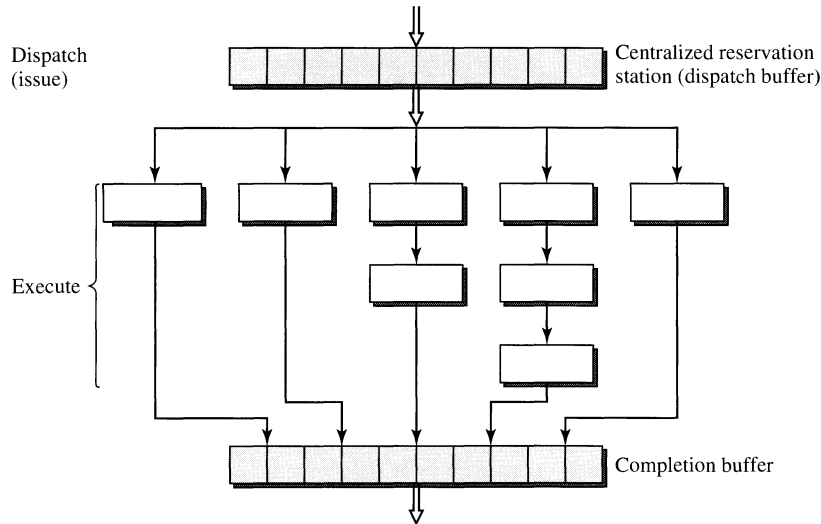 Dispatch
(issue)
Centralized reservation
station (dispatch buffer)
Execute
Completion buffer